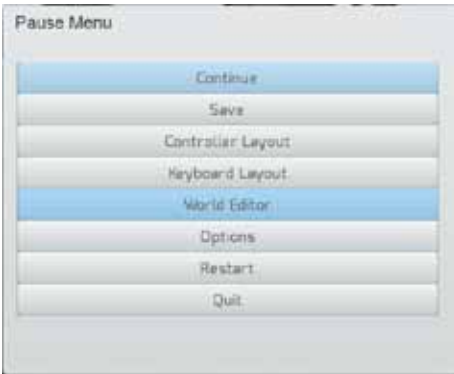 Pause Menu
Continue
Save
Controller Layout
Keyboard Layout
World Editor
Options
Restart
Quit